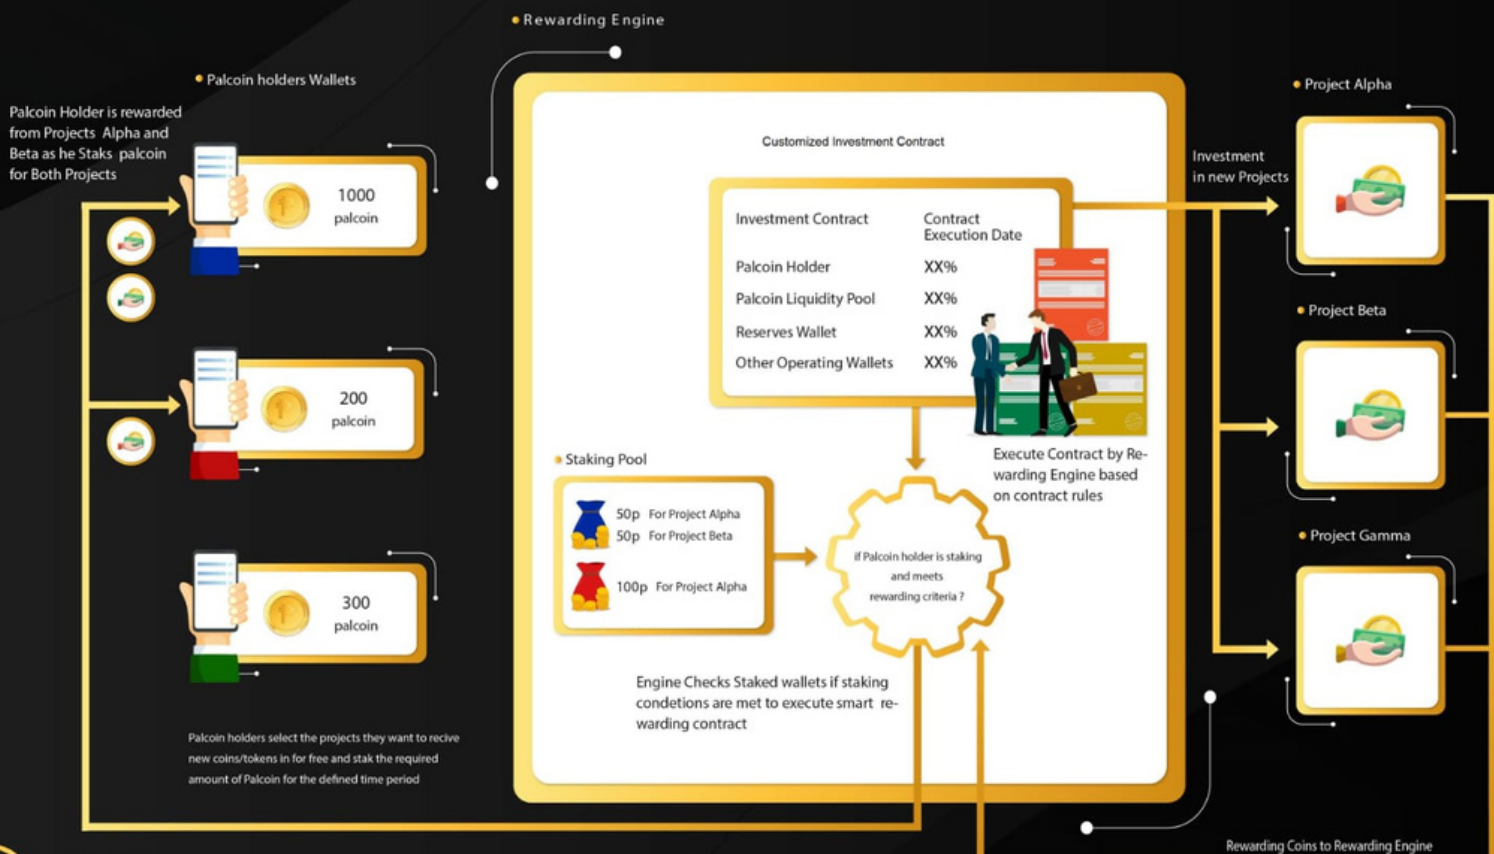 Rewarding Engine
Palcoin holders Wallets
Palcoin Holder is rewarded
from Projects Alpha and
Beta as he Staks palcoin
for Both Projects
1000
palcoin
200
palcoin
300
palcoin
Palcoin holders select the projects they want to recive
new coins/tokens in for free and stak the required
amount of Palcoin for the defined time period
Customized Investment Contract
Investment Contract
Contract
Execution Date
Palcoin Holder XX%
Palcoin Liquidity Pool XX%
Reserves Wallet XX%
Other Operating Wallets XX%
Execute Contract by Re-
warding Engine based
on contract rules
Staking Pool
50p For Project Alpha
50p For Project Beta
100p For Project Alpha
if Palcoin holder is staking
and meets
rewarding criteria ?
Engine Checks Staked wallets if staking
condetions are met to execute smart re-
warding contract
Investment
in new Projects
Project Alpha
Project Beta
Project Gamma
Rewarding Coins to Rewarding Engine